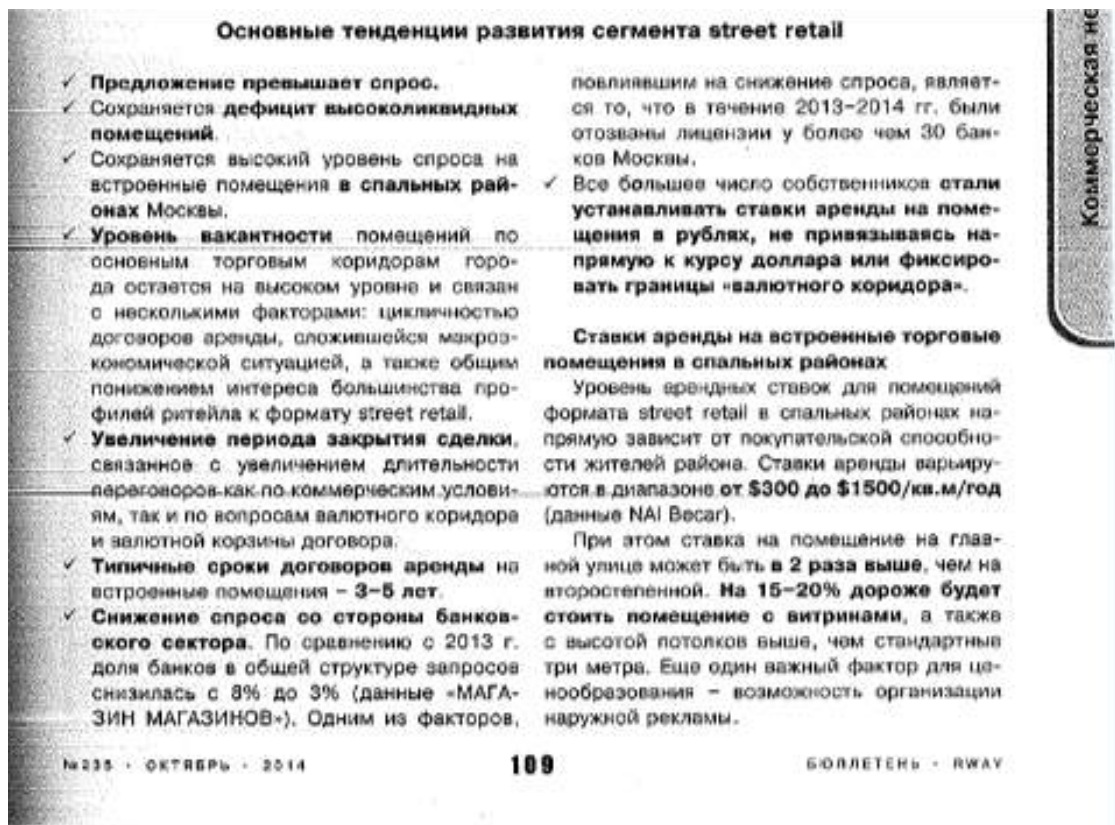 Основные тенденции развития сегмента street retail
✓ Предложение превышает спрос.
✓ Сохраняется дефицит высоколиквидных
помещений.
✓ Сохраняется высокий уровень спроса на
встроенные помещения в спальных рай-
онах Москвы.
✓ Уровень вакантности помещений по
основным торговым коридорам горо-
да остается на высоком уровне и связан
с несколькими факторами: цикличностью
договоров аренды, сложившейся макроэ-
кономической ситуацией, а также общим
понижением интереса большинства про-
филей ритейла к формату street retail.
✓ Увеличение периода закрытия сделки,
связанное с увеличением длительности
переговоров как по коммерческим услови-
ям, так и по вопросам валютного коридора
и валютной корзины договора.
✓ Типичные сроки договоров аренды на
встроенные помещения – 3–5 лет.
✓ Снижение спроса со стороны банков-
ского сектора. По сравнению с 2013 г.
доля банков в общей структуре запросов
снизилась с 8% до 3% (данные «МАГА-
ЗИН МАГАЗИНОВ»). Одним из факторов,
повлиявшим на снижение спроса, являет-
ся то, что в течение 2013–2014 гг. были
отозваны лицензии у более чем 30 бан-
ков Москвы.
✓ Все большее число собственников стали
устанавливать ставки аренды на поме-
щения в рублях, не привязываясь на-
прямую к курсу доллара или фиксиро-
вать границы «валютного коридора».
Ставки аренды на встроенные торговые
помещения в спальных районах
Уровень арендных ставок для помещений
формата street retail в спальных районах на-
прямую зависит от покупательской способно-
сти жителей района. Ставки аренды варьиру-
ются в диапазоне от $300 до $1500/кв.м/год
(данные NAI Becar).
При этом ставка на помещение на глав-
ной улице может быть в 2 раза выше, чем на
второстепенной. На 15–20% дороже будет
стоить помещение с витринами, а также
с высотой потолков выше, чем стандартные
три метра. Еще один важный фактор для це-
нообразования – возможность организации
наружной рекламы.
Коммерческая не
№235 · ОКТЯБРЬ · 2014
109
БЮЛЛЕТЕНЬ · RWAY